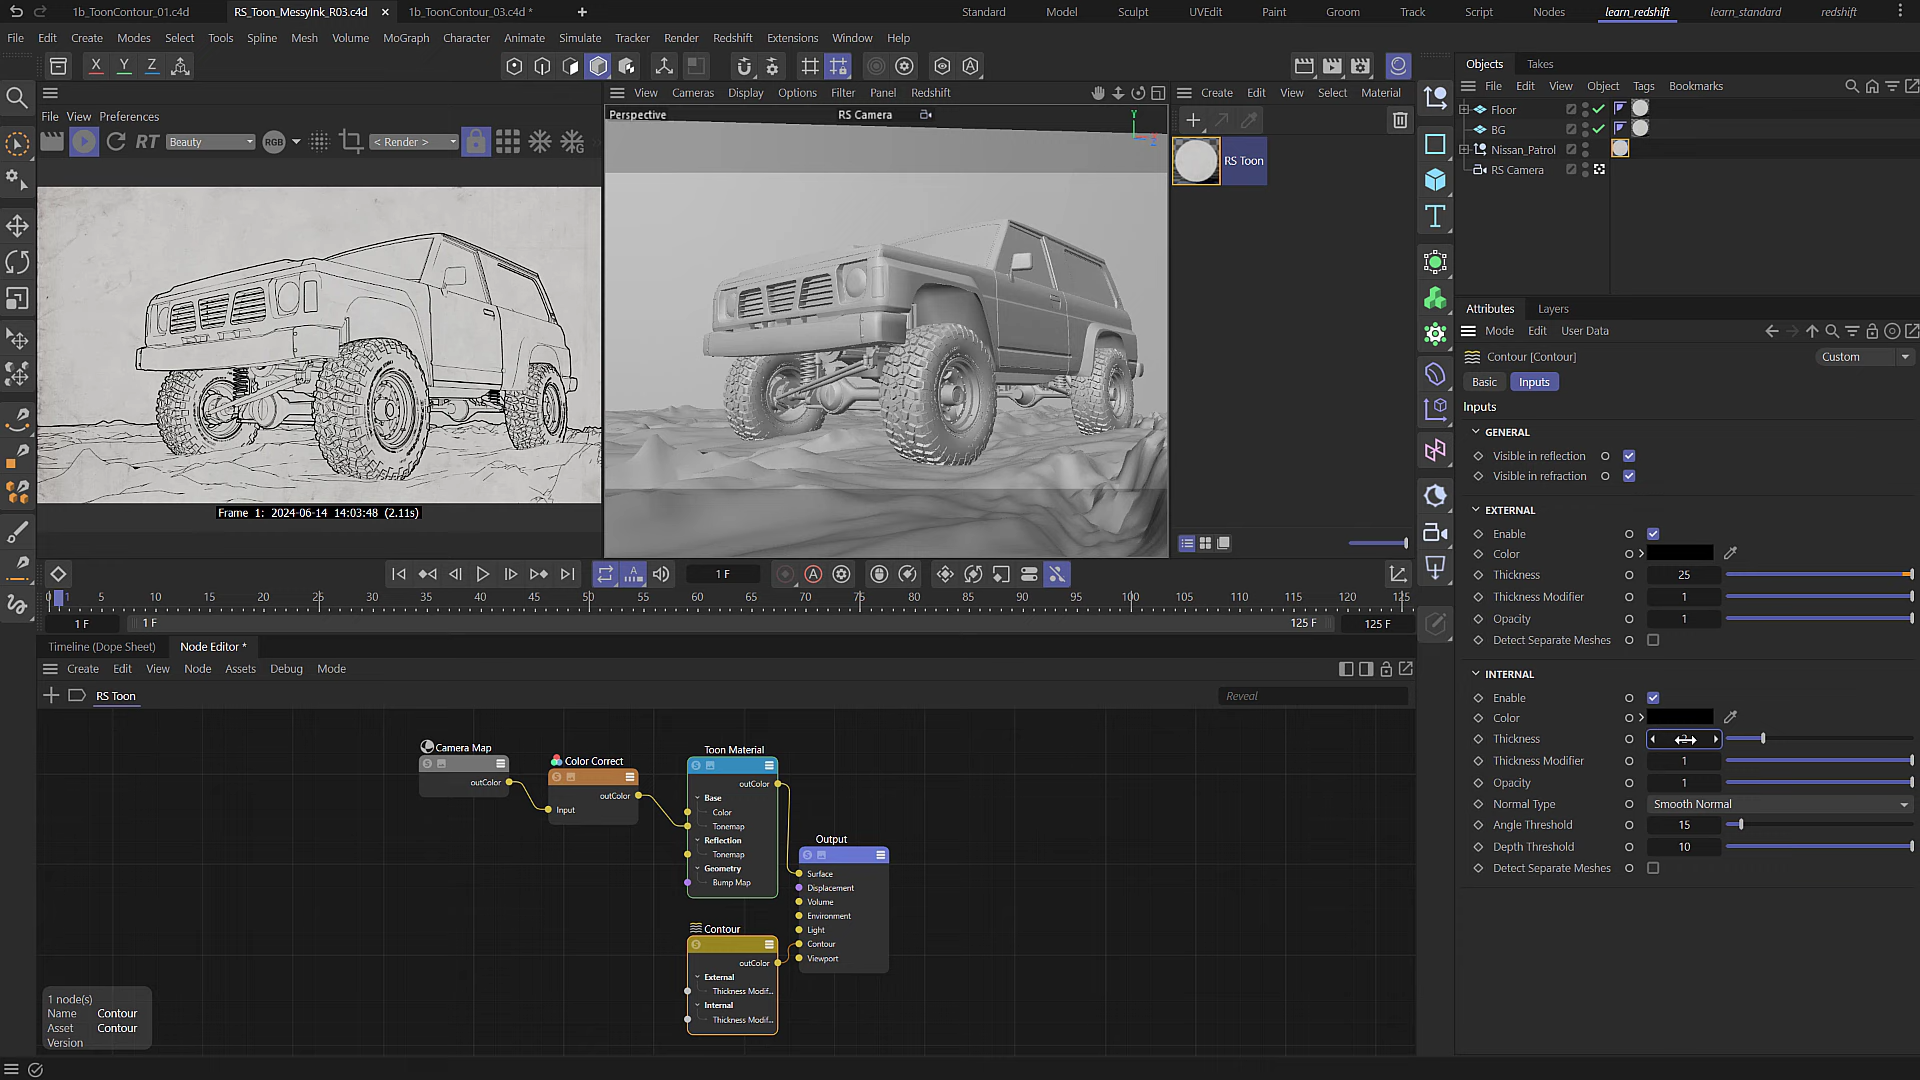 1b_ToonContour_01.c4d RS_Toon_MessyInk_R03.c4d 1b_ToonContour_03.c4d * Standard Model Sculpt UVEdit Paint Groom Track Script Nodes learn_redshift learn_standard redshift
File Edit Create Modes Select Tools Spline Mesh Volume MoGraph Character Animate Simulate Tracker Render Redshift Extensions Window Help
X Y Z
Objects Takes
File Edit View Object Tags Bookmarks
View Cameras Display Options Filter Panel Redshift
Create Edit View Select Material
File View Preferences
Perspective RS Camera
RT Beauty RGB < Render >
Y
RS Toon
Floor
BG
Nissan_Patrol
RS Camera
Frame 1: 2024-06-14 14:03:48 (2.11s)
Attributes Layers
Mode Edit User Data
Contour [Contour] Custom
Basic Inputs
Inputs
GENERAL
Visible in reflection
Visible in refraction
EXTERNAL
Enable
Color
Thickness 25
Thickness Modifier 1
Opacity 1
Detect Separate Meshes
INTERNAL
Enable
Color
Thickness
Thickness Modifier 1
Opacity 1
Normal Type Smooth Normal
Angle Threshold 15
Depth Threshold 10
Detect Separate Meshes
1 F
0 1 5 10 15 20 25 30 35 40 45 50 55 60 65 70 75 80 85 90 95 100 105 110 115 120 125
1 F 1 F 125 F 125 F
Timeline (Dope Sheet) Node Editor *
Create Edit View Node Assets Debug Mode
RS Toon Reveal
Camera Map
outColor
Color Correct
outColor
Input
Toon Material
outColor
Base
Color
Tonemap
Reflection
Tonemap
Geometry
Bump Map
Output
Surface
Displacement
Volume
Environment
Light
Contour
Viewport
Contour
outColor
External
Thickness Modif...
Internal
Thickness Modif...
1 node(s)
Name Contour
Asset Contour
Version